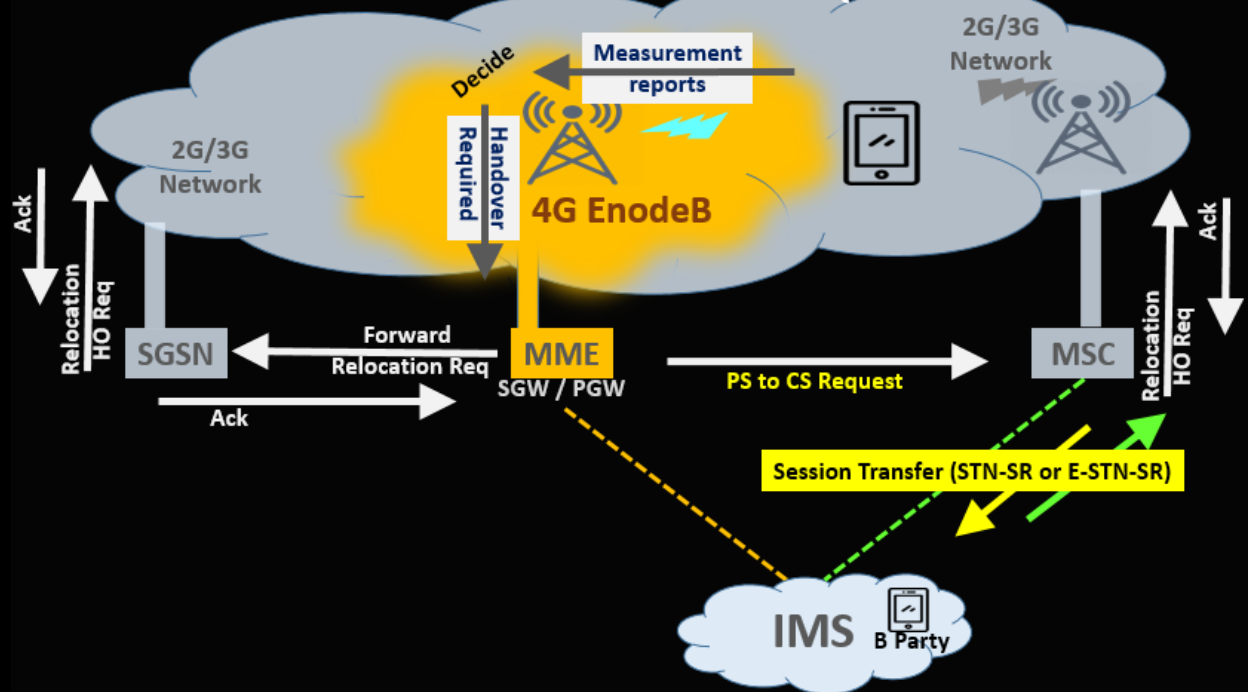 2G/3G
Network
Measurement
reports
Decide
Handover
Required
4G EnodeB
2G/3G
Network
Ack
Relocation
HO Req
SGSN
Forward
Relocation Req
MME
SGW / PGW
Ack
PS to CS Request
MSC
Relocation
HO Req
Ack
Session Transfer (STN-SR or E-STN-SR)
IMS
B Party